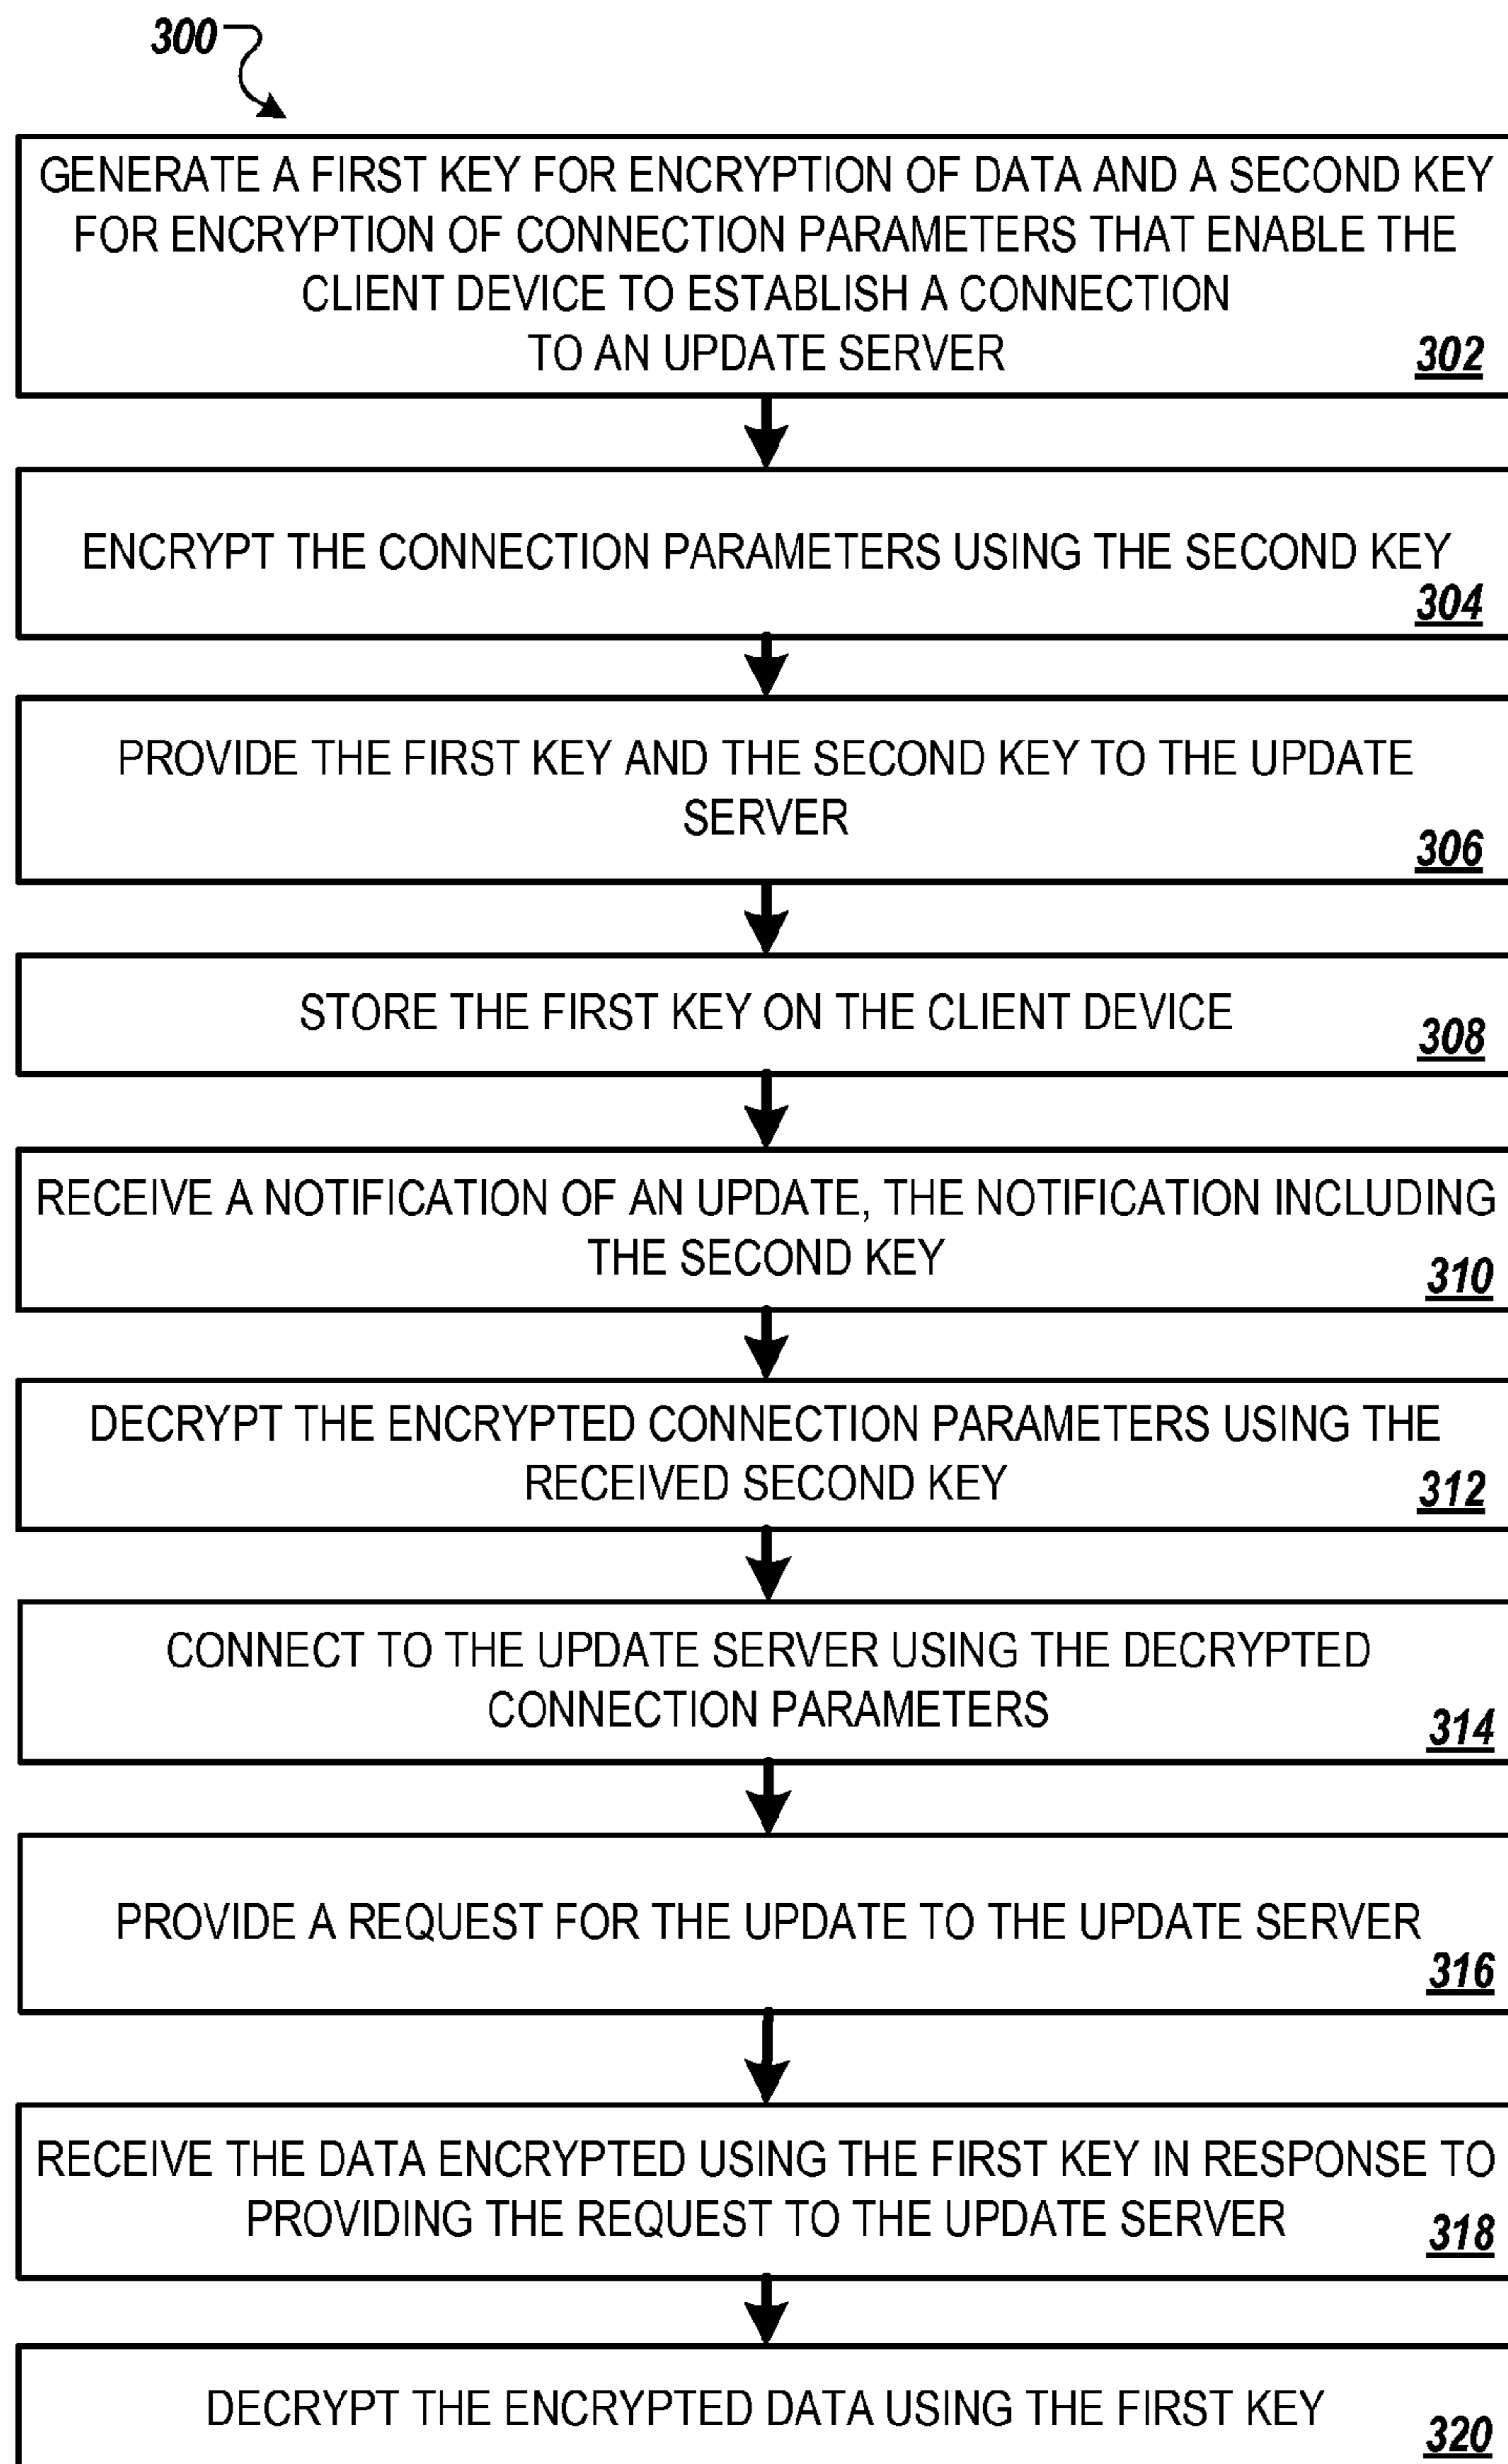 300
GENERATE A FIRST KEY FOR ENCRYPTION OF DATA AND A SECOND KEY
FOR ENCRYPTION OF CONNECTION PARAMETERS THAT ENABLE THE
CLIENT DEVICE TO ESTABLISH A CONNECTION
TO AN UPDATE SERVER
302
ENCRYPT THE CONNECTION PARAMETERS USING THE SECOND KEY
304
PROVIDE THE FIRST KEY AND THE SECOND KEY TO THE UPDATE
SERVER
306
STORE THE FIRST KEY ON THE CLIENT DEVICE
308
RECEIVE A NOTIFICATION OF AN UPDATE, THE NOTIFICATION INCLUDING
THE SECOND KEY
310
DECRYPT THE ENCRYPTED CONNECTION PARAMETERS USING THE
RECEIVED SECOND KEY
312
CONNECT TO THE UPDATE SERVER USING THE DECRYPTED
CONNECTION PARAMETERS
314
PROVIDE A REQUEST FOR THE UPDATE TO THE UPDATE SERVER
316
RECEIVE THE DATA ENCRYPTED USING THE FIRST KEY IN RESPONSE TO
PROVIDING THE REQUEST TO THE UPDATE SERVER
318
DECRYPT THE ENCRYPTED DATA USING THE FIRST KEY
320